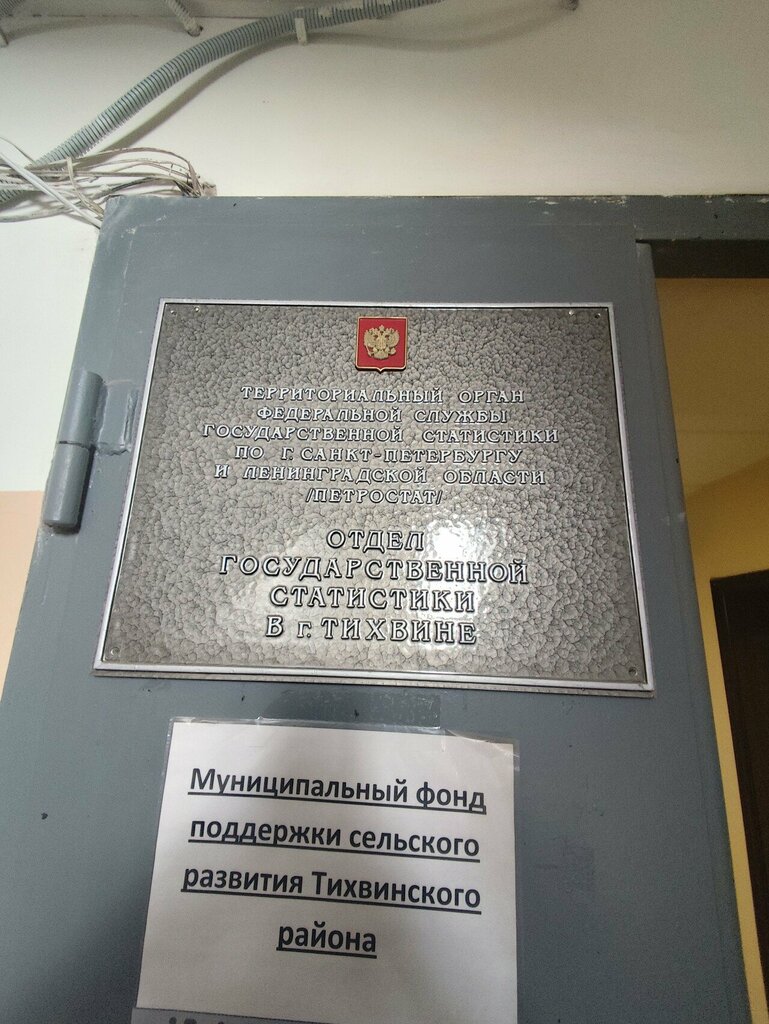 ТЕРРИТОРИАЛЬНЫЙ ОРГАН
ФЕДЕРАЛЬНОЙ СЛУЖБЫ
ГОСУДАРСТВЕННОЙ СТАТИСТИКИ
ПО Г. САНКТ-ПЕТЕРБУРГУ
И ЛЕНИНГРАДСКОЙ ОБЛАСТИ
/ПЕТРОСТАТ/
ОТДЕЛ
ГОСУДАРСТВЕННОЙ
СТАТИСТИКИ
В г. ТИХВИНЕ
Муниципальный фонд
поддержки сельского
развития Тихвинского
района